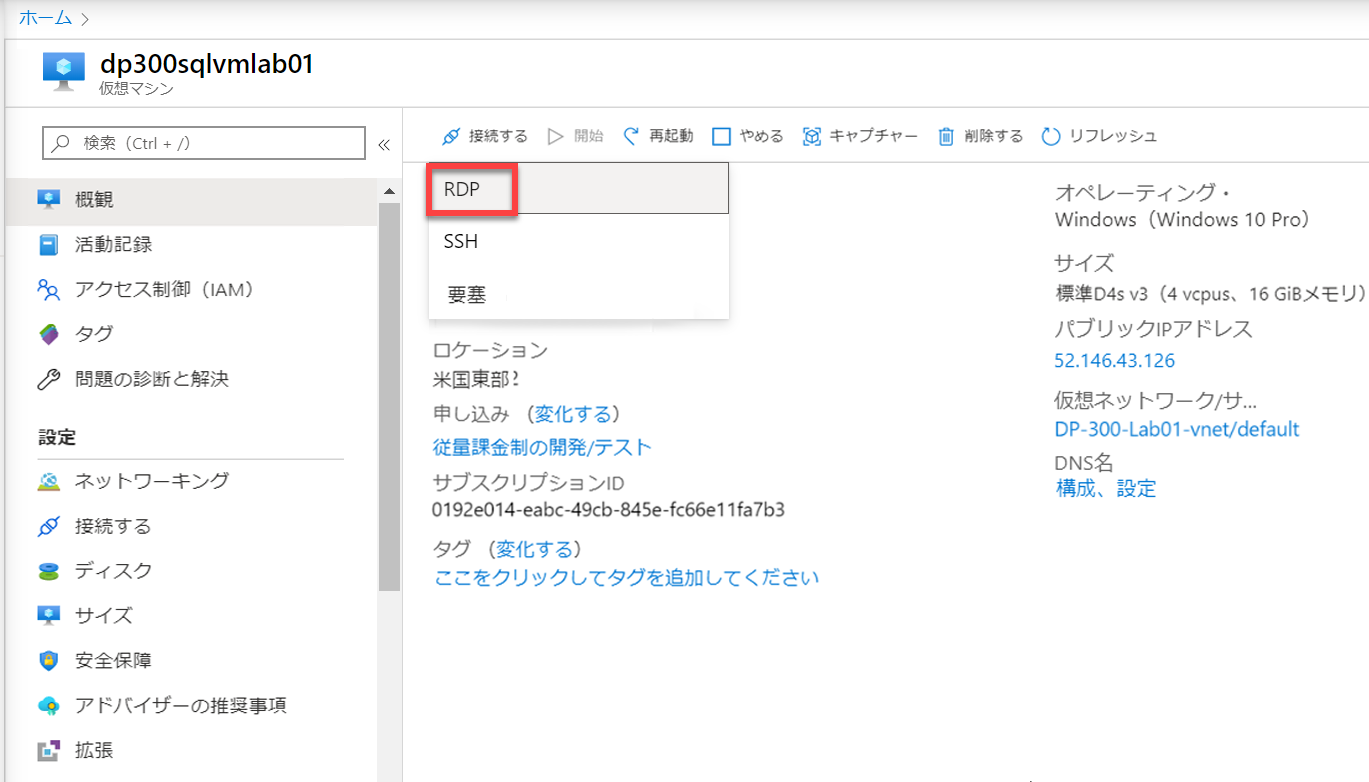 ホーム
dp300sqlvmlab01
仮想マシン
検索（Ctrl + /）
接続する 開始 再起動 やめる キャプチャー 削除する リフレッシュ
概観
活動記録
アクセス制御（IAM）
タグ
問題の診断と解決
設定
ネットワーキング
接続する
ディスク
サイズ
安全保障
アドバイザーの推奨事項
拡張
RDP
SSH
要塞
ロケーション
米国東部2
申し込み （変化する）
従量課金制の開発/テスト
サブスクリプションID
0192e014-eabc-49cb-845e-fc66e11fa7b3
タグ （変化する）
ここをクリックしてタグを追加してください
オペレーティング・
Windows（Windows 10 Pro）
サイズ
標準D4s v3（4 vcpus、16 GiBメモリ）
パブリックIPアドレス
52.146.43.126
仮想ネットワーク/サ...
DP-300-Lab01-vnet/default
DNS名
構成、設定